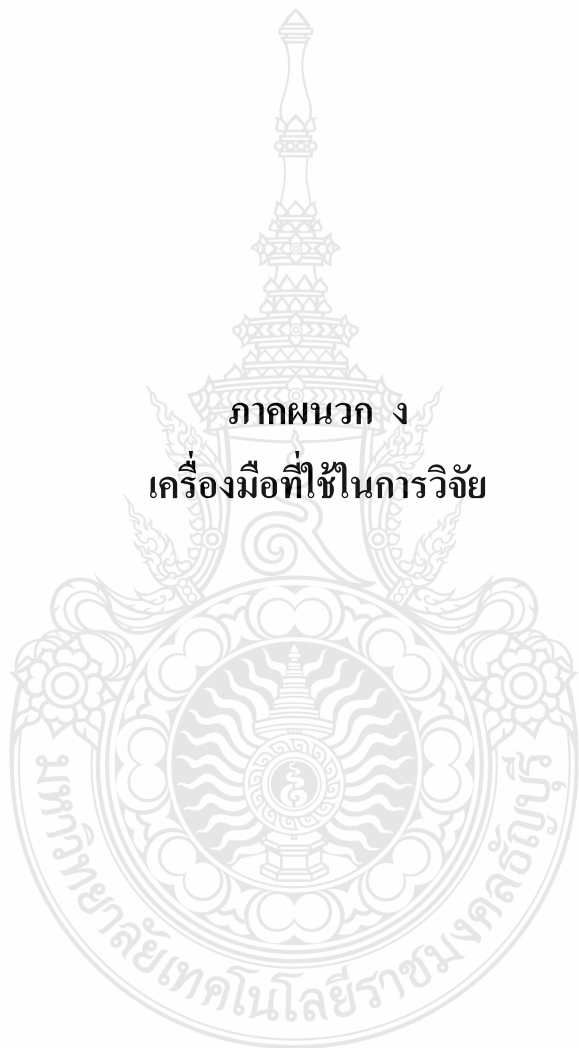 ภาคผนวก ง
เครื่องมือที่ใช้ในการวิจัย
มหาวิทยาลัยเทคโนโลยีราชมงคลธัญบุรี